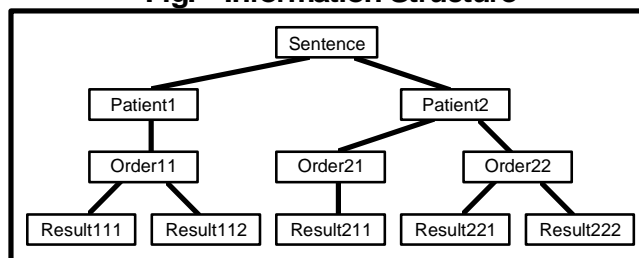 Fig. Information Structure
Sentence
Patient1 Patient2
Order11 Order21 Order22
Result111 Result112 Result211 Result221 Result222